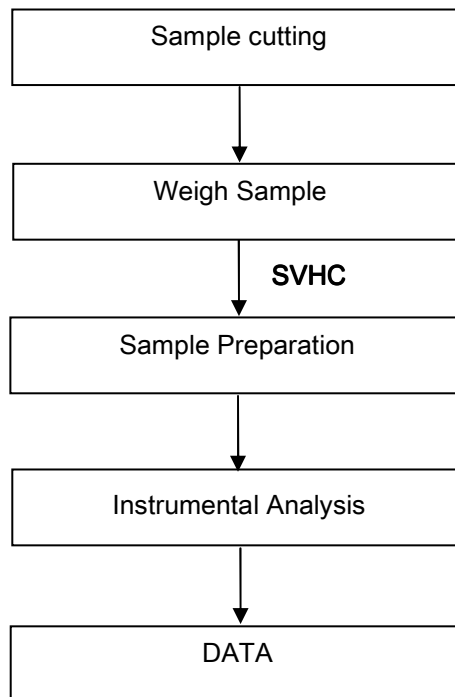 Sample cutting
Weigh Sample
SVHC
Sample Preparation
Instrumental Analysis
DATA